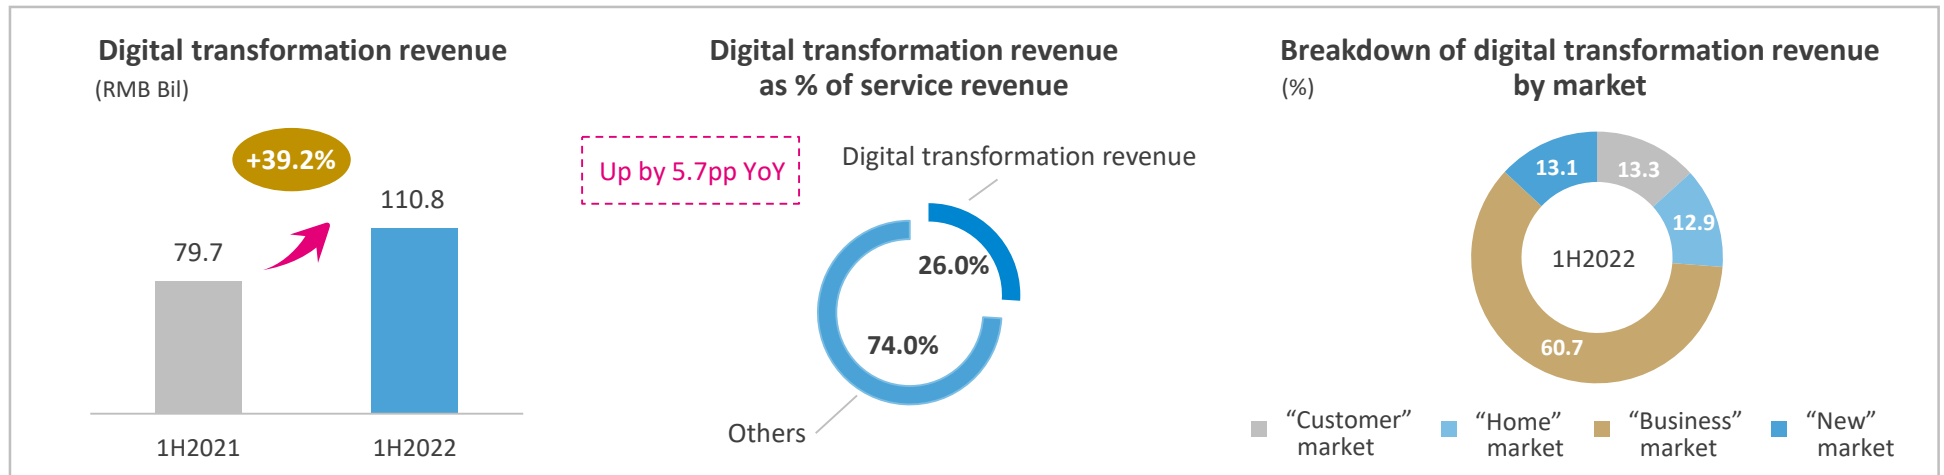 Digital transformation revenue
(RMB Bil)
+39.2%
79.7
110.8
1H2021
1H2022
Digital transformation revenue
as % of service revenue
Up by 5.7pp YoY
Digital transformation revenue
26.0%
74.0%
Others
Breakdown of digital transformation revenue
by market
(%)
13.1
13.3
12.9
1H2022
60.7
“Customer”
market
“Home”
market
“Business”
market
“New”
market